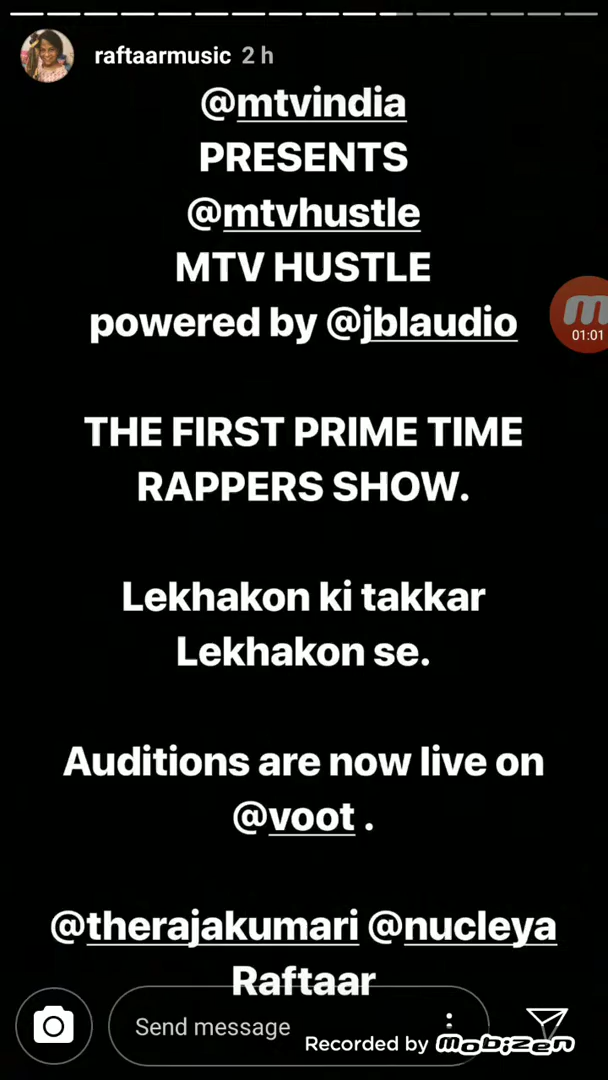 raftaarmusic 2 h
@mtvindia
PRESENTS
@mtvhustle
MTV HUSTLE
powered by @jblaudio
01:01
THE FIRST PRIME TIME
RAPPERS SHOW.
Lekhakon ki takkar
Lekhakon se.
Auditions are now live on
@voot .
@therajakumari @nucleya
Raftaar
Send message
Recorded by mobizen